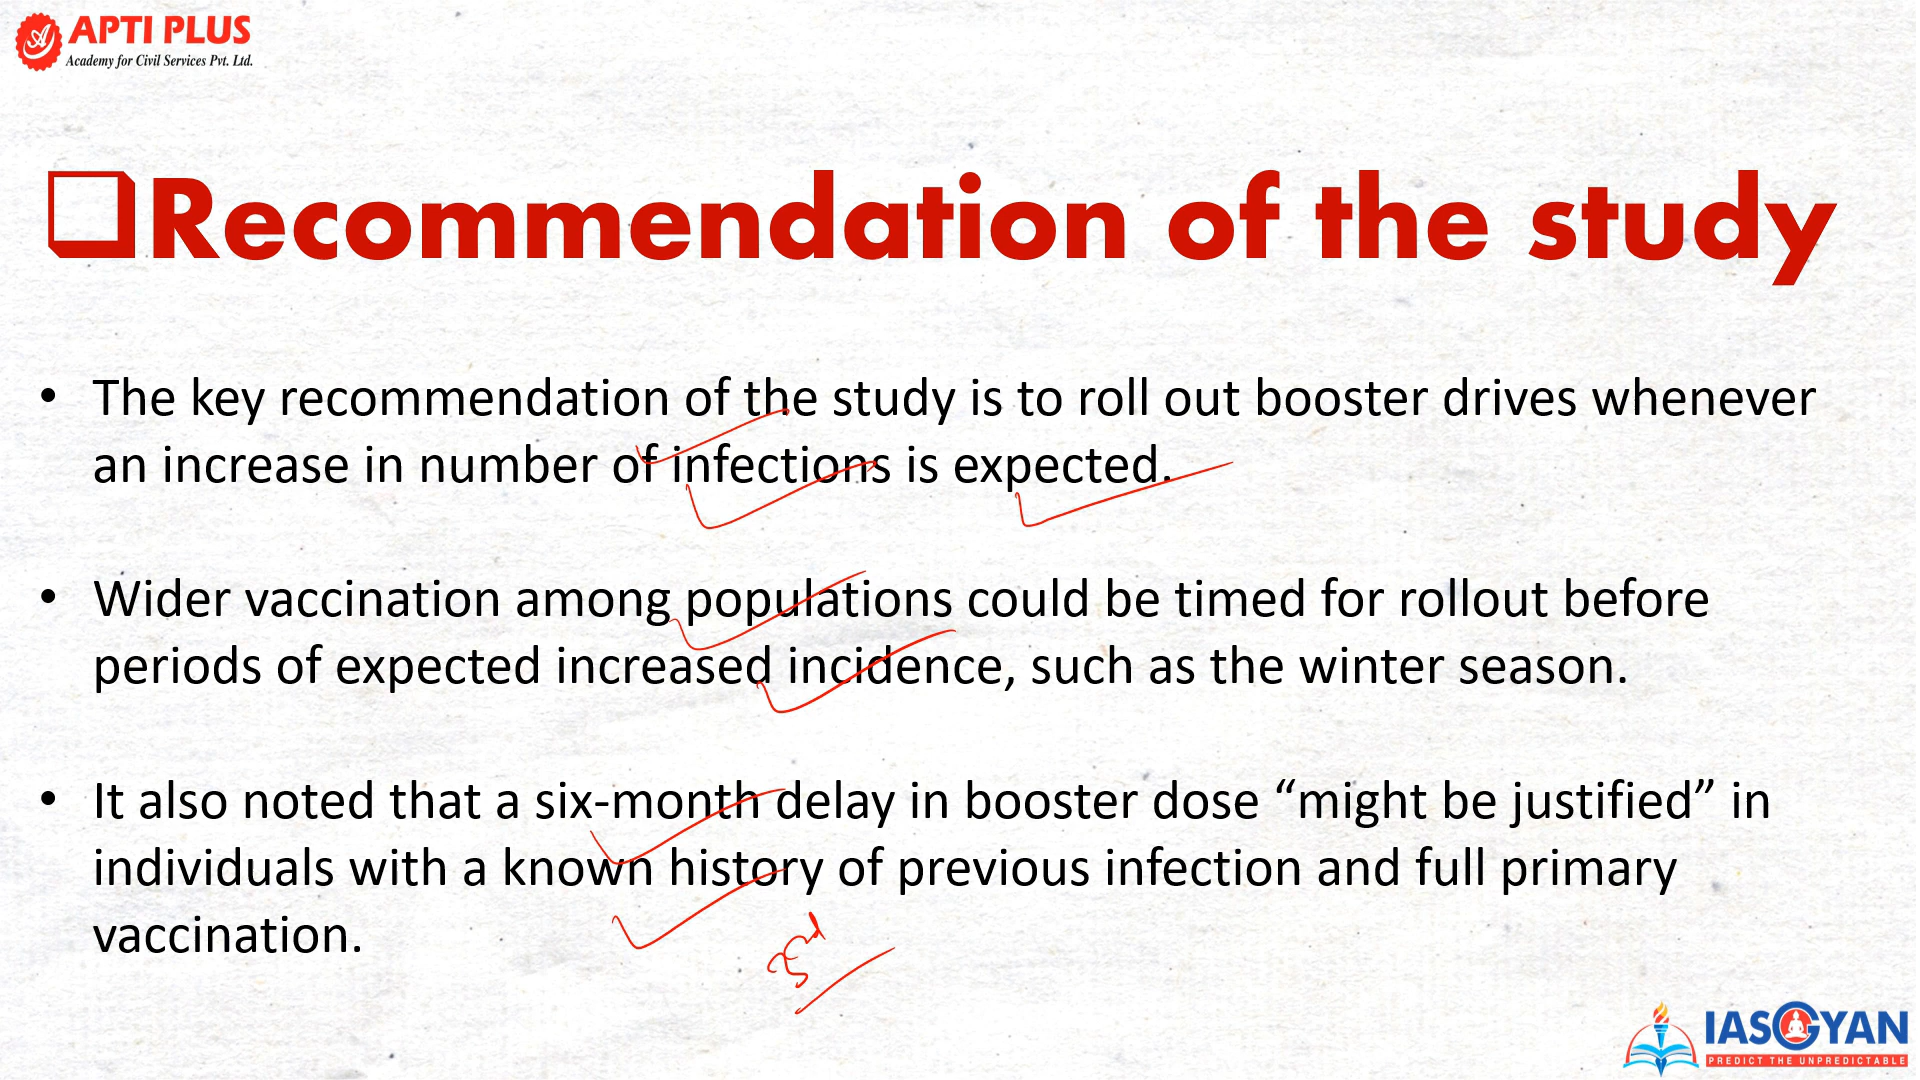 APTI PLUS
Academy for Civil Services Pvt. Ltd.
Recommendation of the study
• The key recommendation of the study is to roll out booster drives whenever
an increase in number of infections is expected.
• Wider vaccination among populations could be timed for rollout before
periods of expected increased incidence, such as the winter season.
• It also noted that a six-month delay in booster dose “might be justified” in
individuals with a known history of previous infection and full primary
vaccination.
3rd
IASGYAN
PREDICT THE UNPREDICTABLE